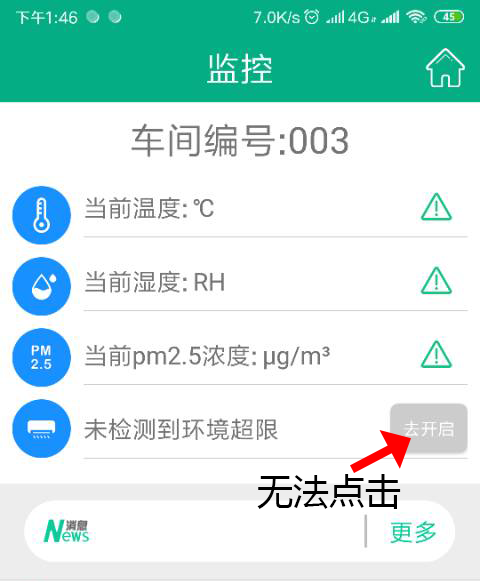 下午1:46 7.0K/s 4G 45
监控
车间编号:003
当前温度: ℃
当前湿度: RH
PM 2.5
当前pm2.5浓度: μg/m³
未检测到环境超限
去开启
无法点击
News 消息
更多